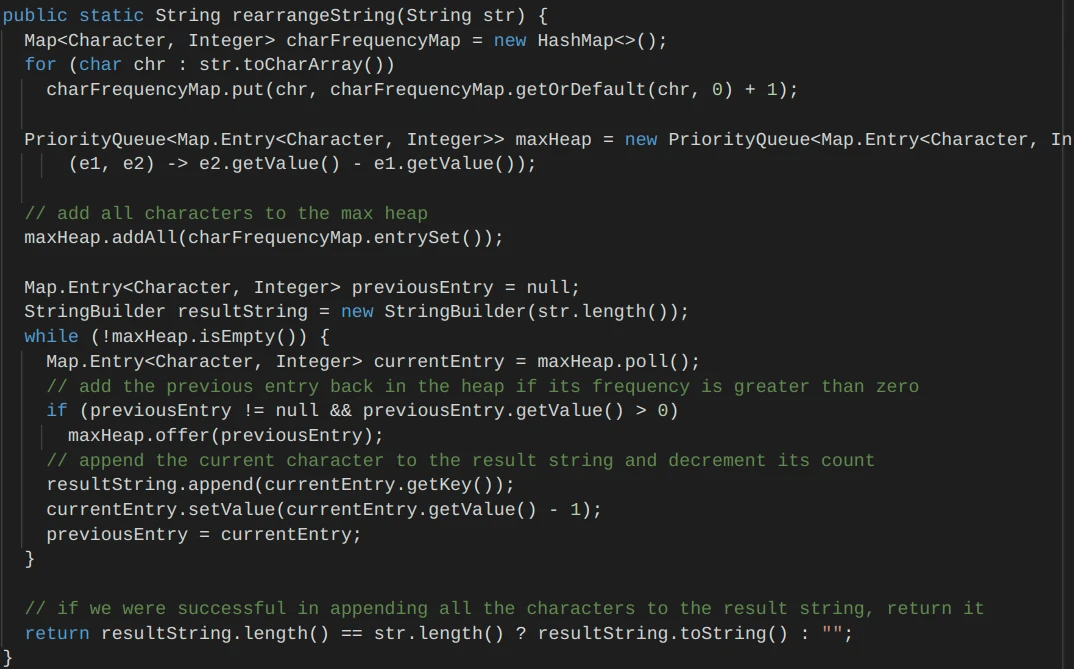 public static String rearrangeString(String str) {
  Map<Character, Integer> charFrequencyMap = new HashMap<>();
  for (char chr : str.toCharArray())
    charFrequencyMap.put(chr, charFrequencyMap.getOrDefault(chr, 0) + 1);

  PriorityQueue<Map.Entry<Character, Integer>> maxHeap = new PriorityQueue<Map.Entry<Character, In
      (e1, e2) -> e2.getValue() - e1.getValue());

  // add all characters to the max heap
  maxHeap.addAll(charFrequencyMap.entrySet());

  Map.Entry<Character, Integer> previousEntry = null;
  StringBuilder resultString = new StringBuilder(str.length());
  while (!maxHeap.isEmpty()) {
    Map.Entry<Character, Integer> currentEntry = maxHeap.poll();
    // add the previous entry back in the heap if its frequency is greater than zero
    if (previousEntry != null && previousEntry.getValue() > 0)
      maxHeap.offer(previousEntry);
    // append the current character to the result string and decrement its count
    resultString.append(currentEntry.getKey());
    currentEntry.setValue(currentEntry.getValue() - 1);
    previousEntry = currentEntry;
  }

  // if we were successful in appending all the characters to the result string, return it
  return resultString.length() == str.length() ? resultString.toString() : "";
}